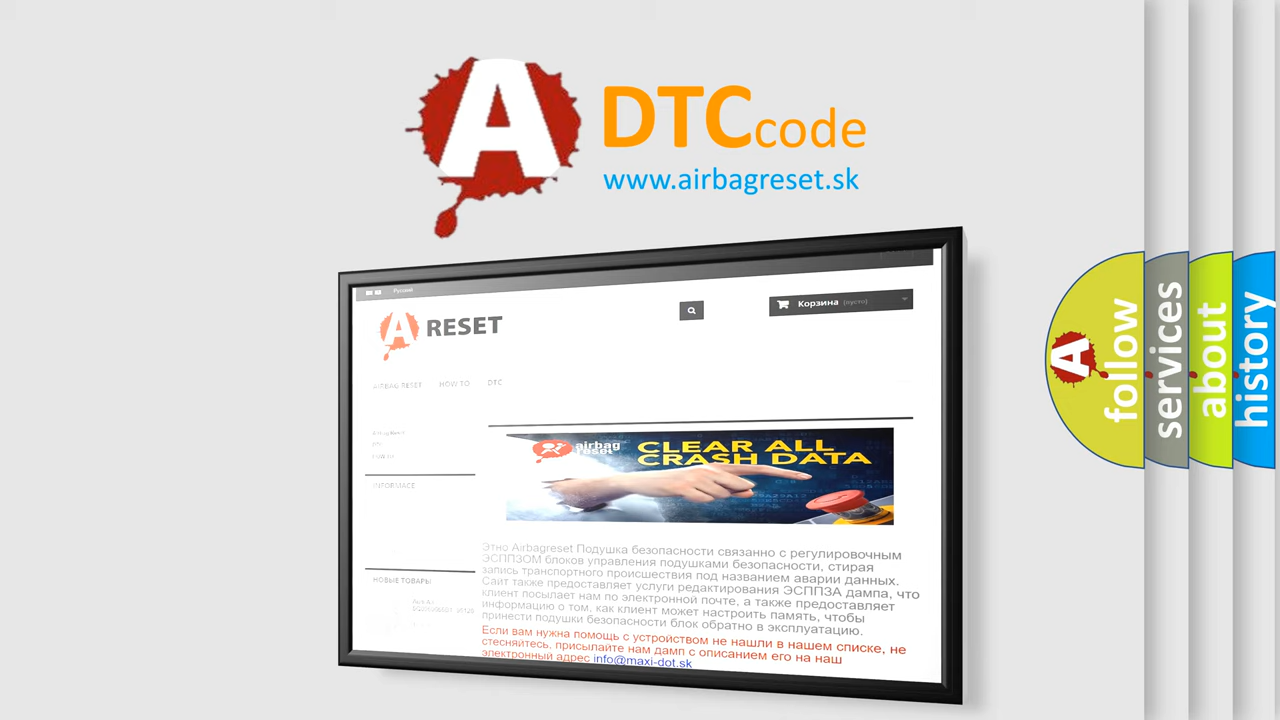 A DTCcode
www.airbagreset.sk
Русский
A RESET
Корзина (пусто)
AIRBAG RESET HOW TO DTC
INFORMACE
НОВЫЕ ТОВАРЫ
airbag
reset
CLEAR ALL
CRASH DATA
Этно Airbagreset Подушка безопасности связанно с регулировочным
ЭСППЗОМ блоков управления подушками безопасности, стирая
запись транспортного происшествия под названием аварии данных.
Сайт также предоставляет услуги редактирования ЭСППЗА дампа, что
клиент посылает нам по электронной почте, а также предоставляет
информацию о том, как клиент может настроить память, чтобы
принести подушки безопасности блок обратно в эксплуатацию.
Если вам нужна помощь с устройством не нашли в нашем списке, не
стесняйтесь, присылайте нам дамп с описанием его на наш
электронный адрес info@maxi-dot.sk
A follow
services
about
history